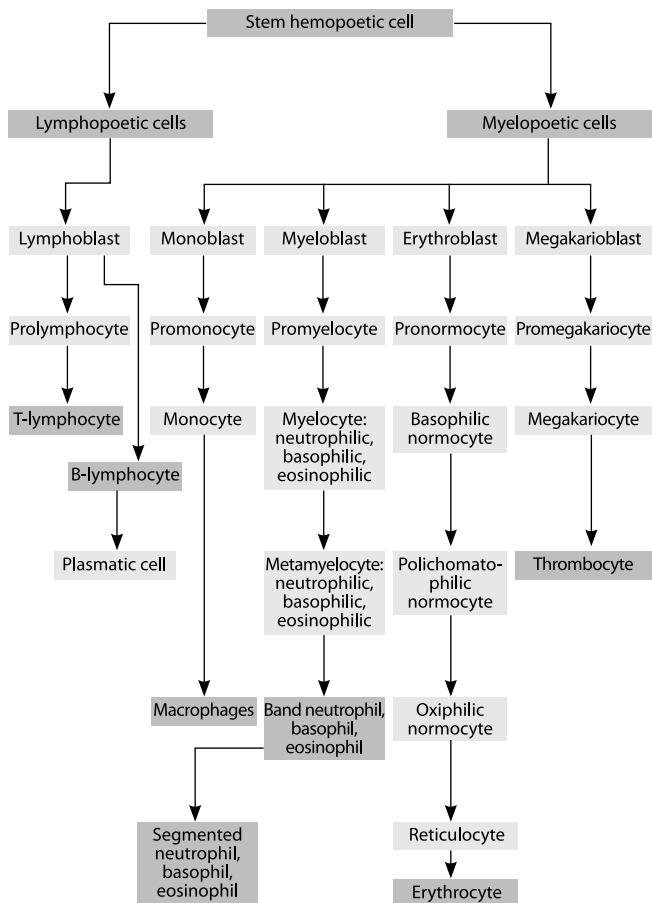 Stem hemopoetic cell
Lymphopoetic cells
Myelopoetic cells
Lymphoblast
Monoblast
Myeloblast
Erythroblast
Megakarioblast
Prolymphocyte
Promonocyte
Promyelocyte
Pronormocyte
Promegakariocyte
T-lymphocyte
Monocyte
Myelocyte:
neutrophilic,
basophilic,
eosinophilic
Basophilic
normocyte
Megakariocyte
B-lymphocyte
Plasmatic cell
Metamyelocyte:
neutrophilic,
basophilic,
eosinophilic
Polichomato-
philic
normocyte
Thrombocyte
Macrophages
Band neutrophil,
basophil,
eosinophil
Oxiphilic
normocyte
Segmented
neutrophil,
basophil,
eosinophil
Reticulocyte
Erythrocyte